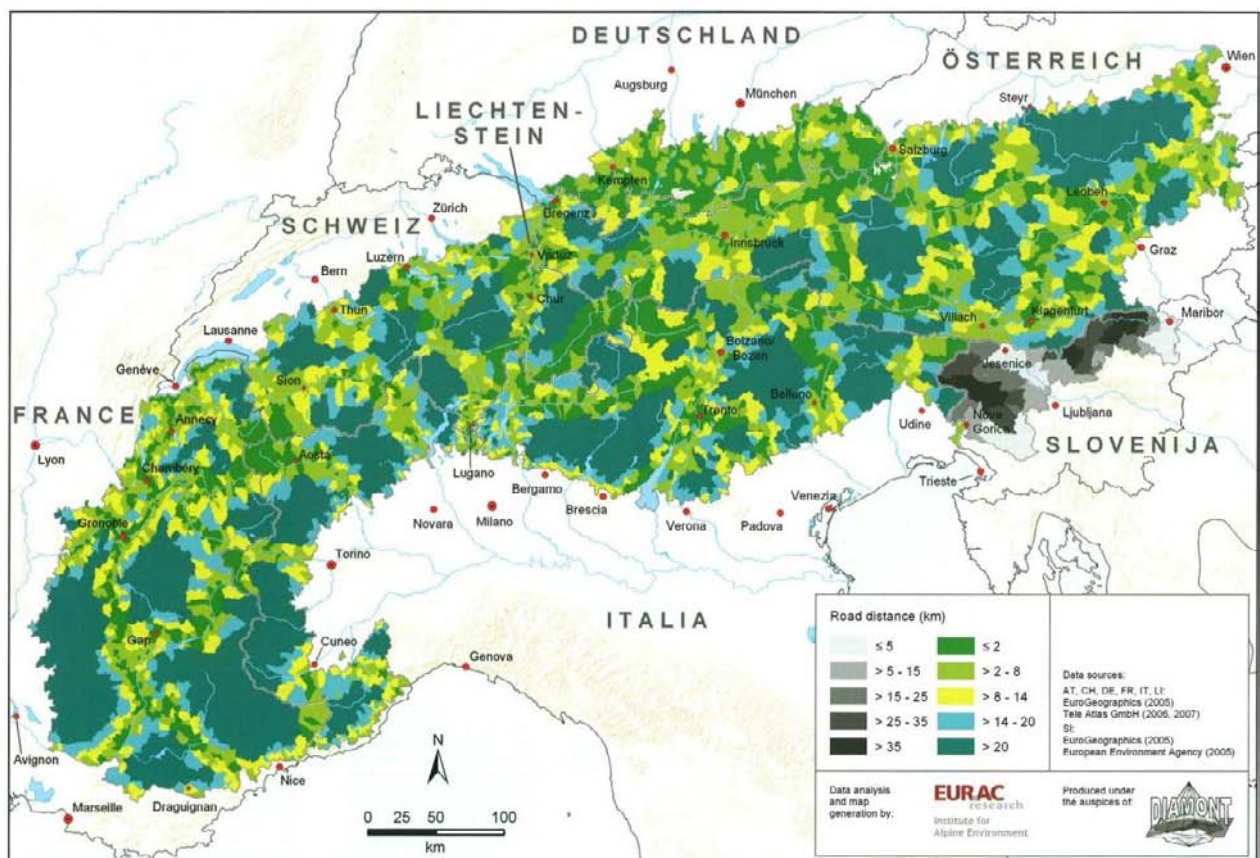 DEUTSCHLAND
ÖSTERREICH
Wien
Augsburg
München
Steyr
LIECHTEN-
STEIN
Salzburg
Kempten
Leoben
Bregenz
Zürich
SCHWEIZ
Innsbruck
Graz
Luzern
Vaduz
Bern
Chur
Thun
Villach
Klagenfurt
Maribor
Lausanne
Bolzano/
Bozen
Jesenice
Genève
Sion
Belluno
FRANCE
Annecy
Trento
Udine
Nova
Gorica
Ljubljana
SLOVENIJA
Lyon
Aosta
Chambéry
Lugano
Bergamo
Trieste
Grenoble
Novara
Milano
Brescia
Verona
Padova
Venezia
Torino
ITALIA
Gap
Cuneo
Genova
Avignon
Nice
Marseille
Draguignan
N
0 25 50 100
km
Road distance (km)
≤ 5 ≤ 2
> 5 - 15 > 2 - 8
> 15 - 25 > 8 - 14
> 25 - 35 > 14 - 20
> 35 > 20
Data sources:
AT, CH, DE, FR, IT, LI:
EuroGeographics (2005)
Tele Atlas GmbH (2006, 2007)
SI:
EuroGeographics (2005)
European Environment Agency (2005)
Data analysis
and map
generation by:
EURAC
research
Institute for
Alpine Environment
Produced under
the auspices of:
DIAMONT